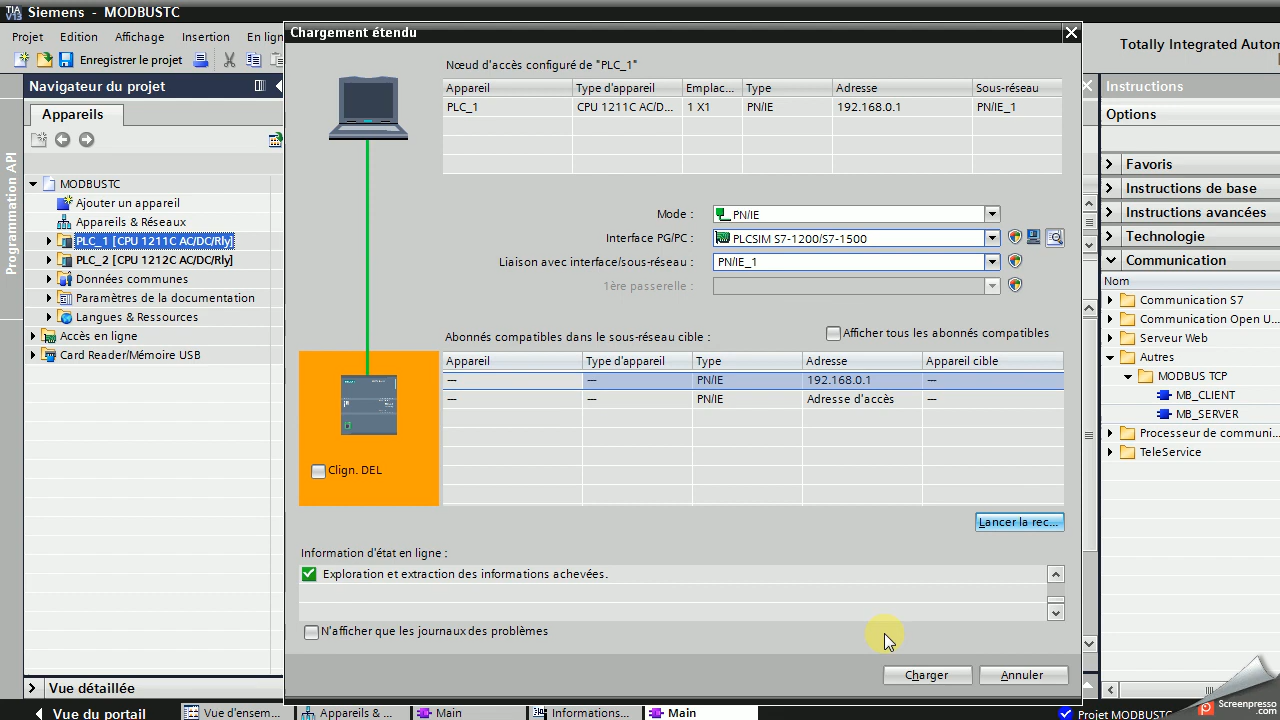 TIA
V13
Siemens - MODBUSTC
Projet Edition Affichage Insertion En lign
Enregistrer le projet
Totally Integrated Autom
Programmation API
Navigateur du projet
Appareils
MODBUSTC
Ajouter un appareil
Appareils & Réseaux
PLC_1 [CPU 1211C AC/DC/Rly]
PLC_2 [CPU 1212C AC/DC/Rly]
Données communes
Paramètres de la documentation
Langues & Ressources
Accès en ligne
Card Reader/Mémoire USB
Vue détaillée
Chargement étendu
Nœud d'accès configuré de "PLC_1"
Appareil Type d'appareil Emplac... Type Adresse Sous-réseau
PLC_1 CPU 1211C AC/D... 1 X1 PN/IE 192.168.0.1 PN/IE_1
Mode : PN/IE
Interface PG/PC : PLCSIM S7-1200/S7-1500
Liaison avec interface/sous-réseau : PN/IE_1
1ère passerelle :
Abonnés compatibles dans le sous-réseau cible : Afficher tous les abonnés compatibles
Appareil Type d'appareil Type Adresse Appareil cible
--- --- PN/IE 192.168.0.1 ---
--- --- PN/IE Adresse d'accès ---
Clign. DEL
Lancer la rec...
Information d'état en ligne :
Exploration et extraction des informations achevées.
N'afficher que les journaux des problèmes
Charger Annuler
Instructions
Options
Favoris
Instructions de base
Instructions avancées
Technologie
Communication
Nom
Communication S7
Communication Open U...
Serveur Web
Autres
MODBUS TCP
MB_CLIENT
MB_SERVER
Processeur de communi...
TeleService
Vue du portail Vue d'ensem... Appareils & ... Main Informations... Main Projet MODBUSTC
Screenpresso.com